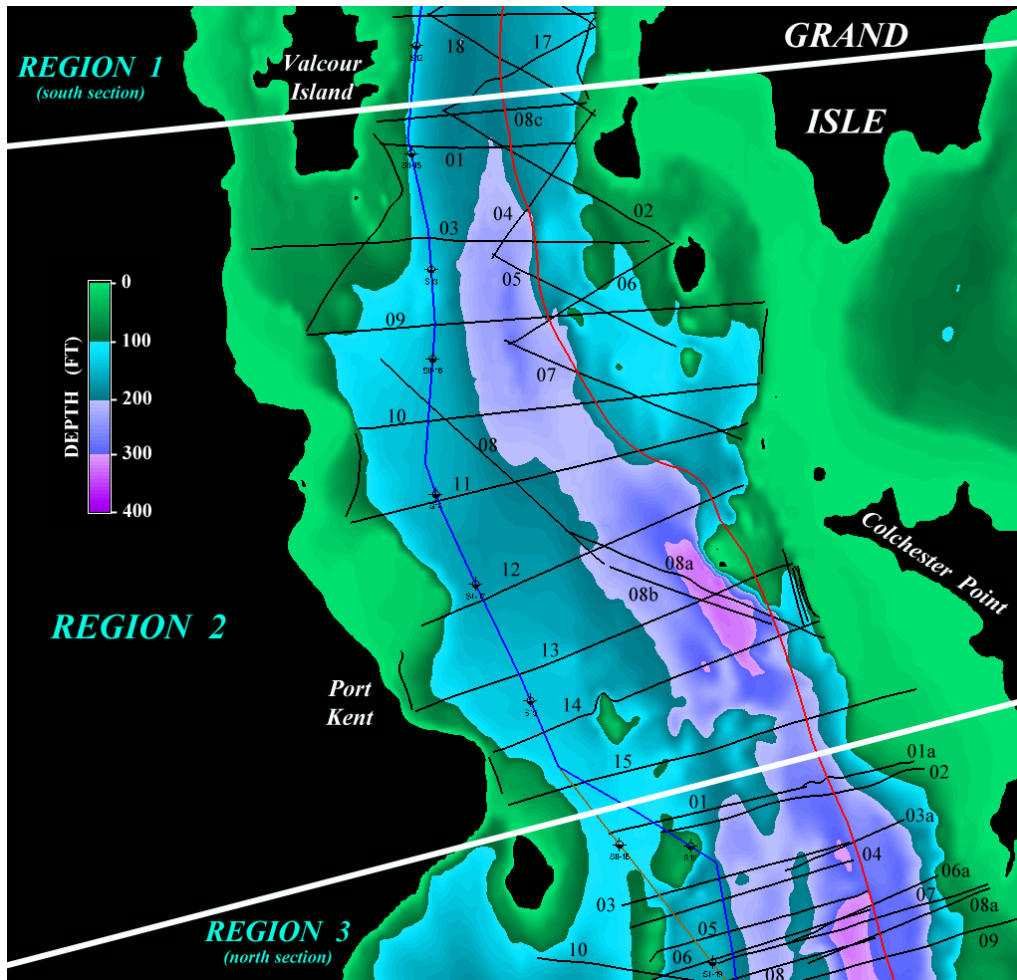 GRAND
ISLE
REGION 1
(south section)
Valcour
Island
18
17
08c
01
04
02
03
05
06
09
07
10
08
11
12
08a
08b
13
14
15
REGION 2
Port
Kent
Colchester Point
DEPTH (FT)
0
100
200
300
400
01a
02
01
03a
04
03
06a
07
05
08a
06
09
10
08
REGION 3
(north section)